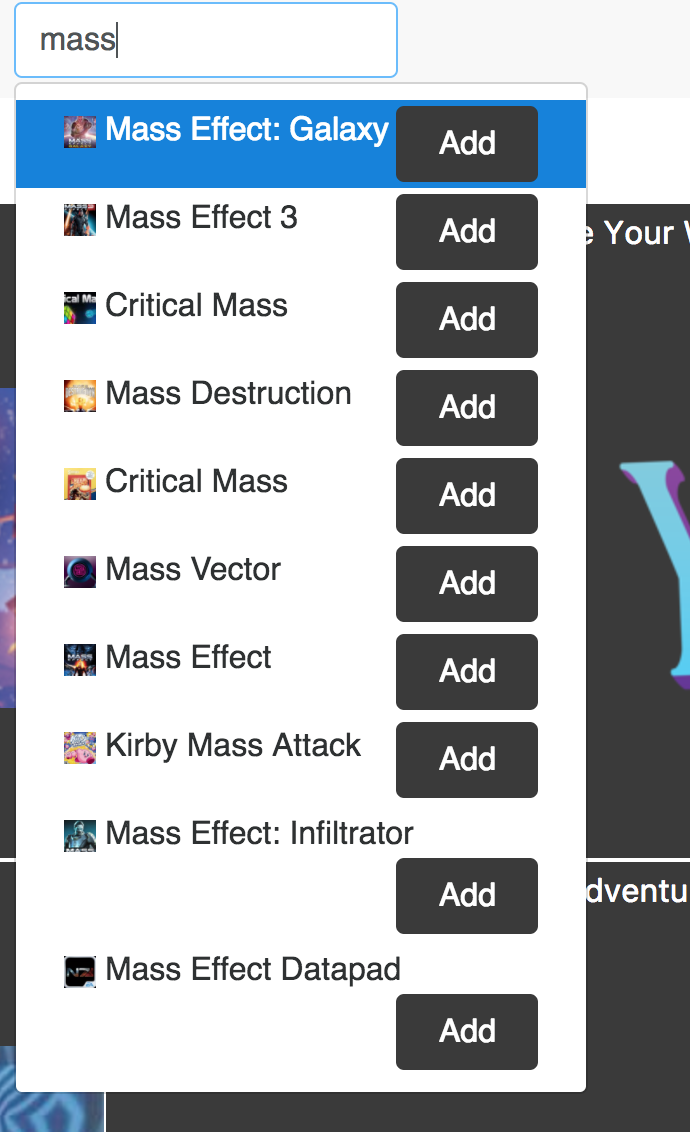 mass
Mass Effect: Galaxy Add
Mass Effect 3 Add
e Your
Critical Mass Add
Mass Destruction Add
Critical Mass Add
Mass Vector Add
Mass Effect Add
Kirby Mass Attack Add
Mass Effect: Infiltrator
Add
dventu
Mass Effect Datapad
Add